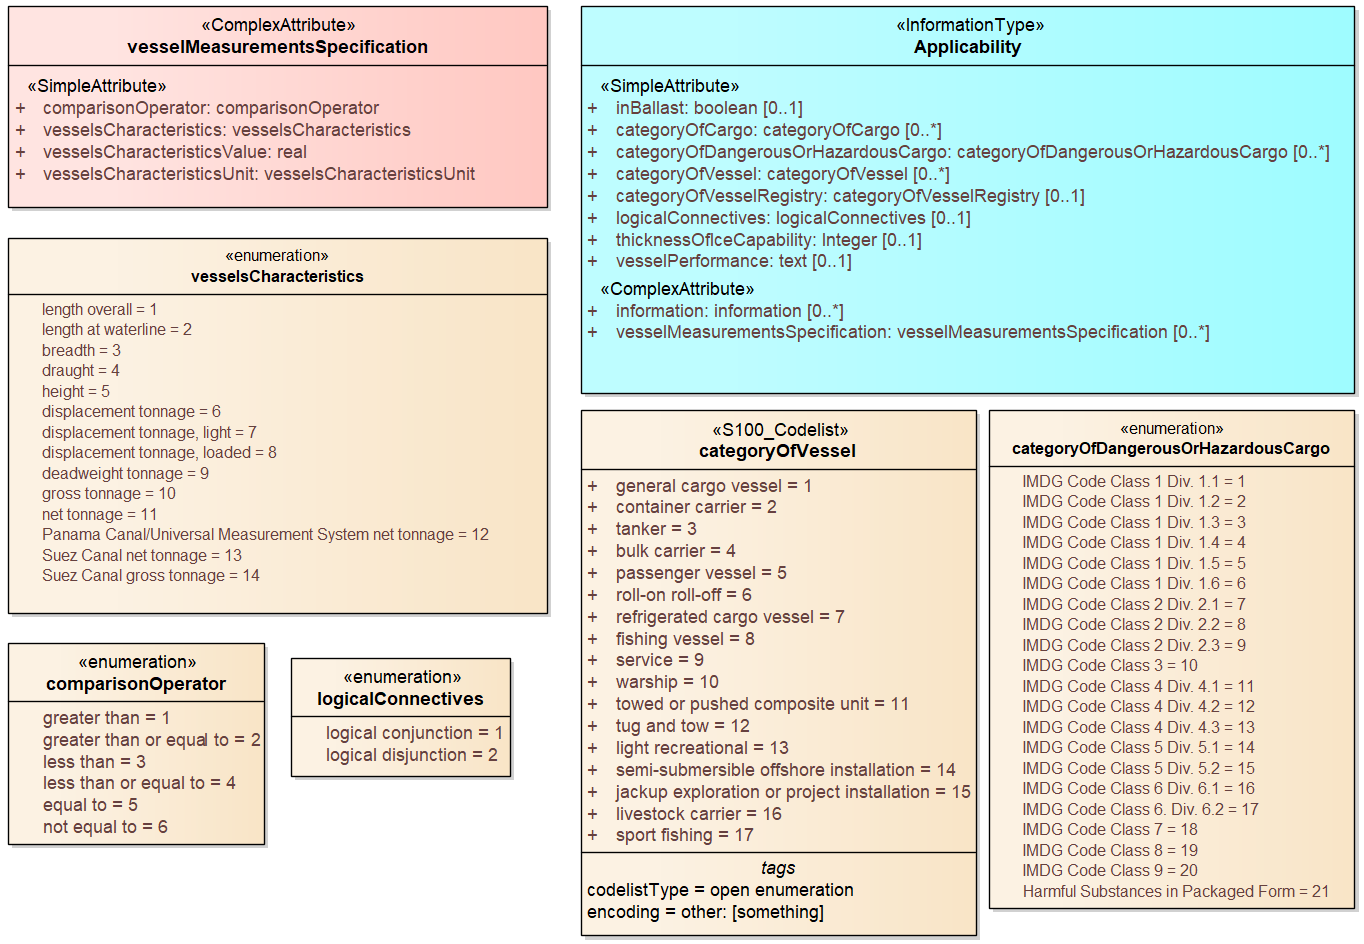 «ComplexAttribute»
vesselMeasurementsSpecification
«SimpleAttribute»
+ comparisonOperator: comparisonOperator
+ vesselsCharacteristics: vesselsCharacteristics
+ vesselsCharacteristicsValue: real
+ vesselsCharacteristicsUnit: vesselsCharacteristicsUnit
«enumeration»
vesselsCharacteristics
length overall = 1
length at waterline = 2
breadth = 3
draught = 4
height = 5
displacement tonnage = 6
displacement tonnage, light = 7
displacement tonnage, loaded = 8
deadweight tonnage = 9
gross tonnage = 10
net tonnage = 11
Panama Canal/Universal Measurement System net tonnage = 12
Suez Canal net tonnage = 13
Suez Canal gross tonnage = 14
«enumeration»
comparisonOperator
greater than = 1
greater than or equal to = 2
less than = 3
less than or equal to = 4
equal to = 5
not equal to = 6
«enumeration»
logicalConnectives
logical conjunction = 1
logical disjunction = 2
«InformationType»
Applicability
«SimpleAttribute»
+ inBallast: boolean [0..1]
+ categoryOfCargo: categoryOfCargo [0..*]
+ categoryOfDangerousOrHazardousCargo: categoryOfDangerousOrHazardousCargo [0..*]
+ categoryOfVessel: categoryOfVessel [0..*]
+ categoryOfVesselRegistry: categoryOfVesselRegistry [0..1]
+ logicalConnectives: logicalConnectives [0..1]
+ thicknessOfIceCapability: Integer [0..1]
+ vesselPerformance: text [0..1]
«ComplexAttribute»
+ information: information [0..*]
+ vesselMeasurementsSpecification: vesselMeasurementsSpecification [0..*]
«S100_Codelist»
categoryOfVessel
+ general cargo vessel = 1
+ container carrier = 2
+ tanker = 3
+ bulk carrier = 4
+ passenger vessel = 5
+ roll-on roll-off = 6
+ refrigerated cargo vessel = 7
+ fishing vessel = 8
+ service = 9
+ warship = 10
+ towed or pushed composite unit = 11
+ tug and tow = 12
+ light recreational = 13
+ semi-submersible offshore installation = 14
+ jackup exploration or project installation = 15
+ livestock carrier = 16
+ sport fishing = 17
tags
codelistType = open enumeration
encoding = other: [something]
«enumeration»
categoryOfDangerousOrHazardousCargo
IMDG Code Class 1 Div. 1.1 = 1
IMDG Code Class 1 Div. 1.2 = 2
IMDG Code Class 1 Div. 1.3 = 3
IMDG Code Class 1 Div. 1.4 = 4
IMDG Code Class 1 Div. 1.5 = 5
IMDG Code Class 1 Div. 1.6 = 6
IMDG Code Class 2 Div. 2.1 = 7
IMDG Code Class 2 Div. 2.2 = 8
IMDG Code Class 2 Div. 2.3 = 9
IMDG Code Class 3 = 10
IMDG Code Class 4 Div. 4.1 = 11
IMDG Code Class 4 Div. 4.2 = 12
IMDG Code Class 4 Div. 4.3 = 13
IMDG Code Class 5 Div. 5.1 = 14
IMDG Code Class 5 Div. 5.2 = 15
IMDG Code Class 6 Div. 6.1 = 16
IMDG Code Class 6. Div. 6.2 = 17
IMDG Code Class 7 = 18
IMDG Code Class 8 = 19
IMDG Code Class 9 = 20
Harmful Substances in Packaged Form = 21